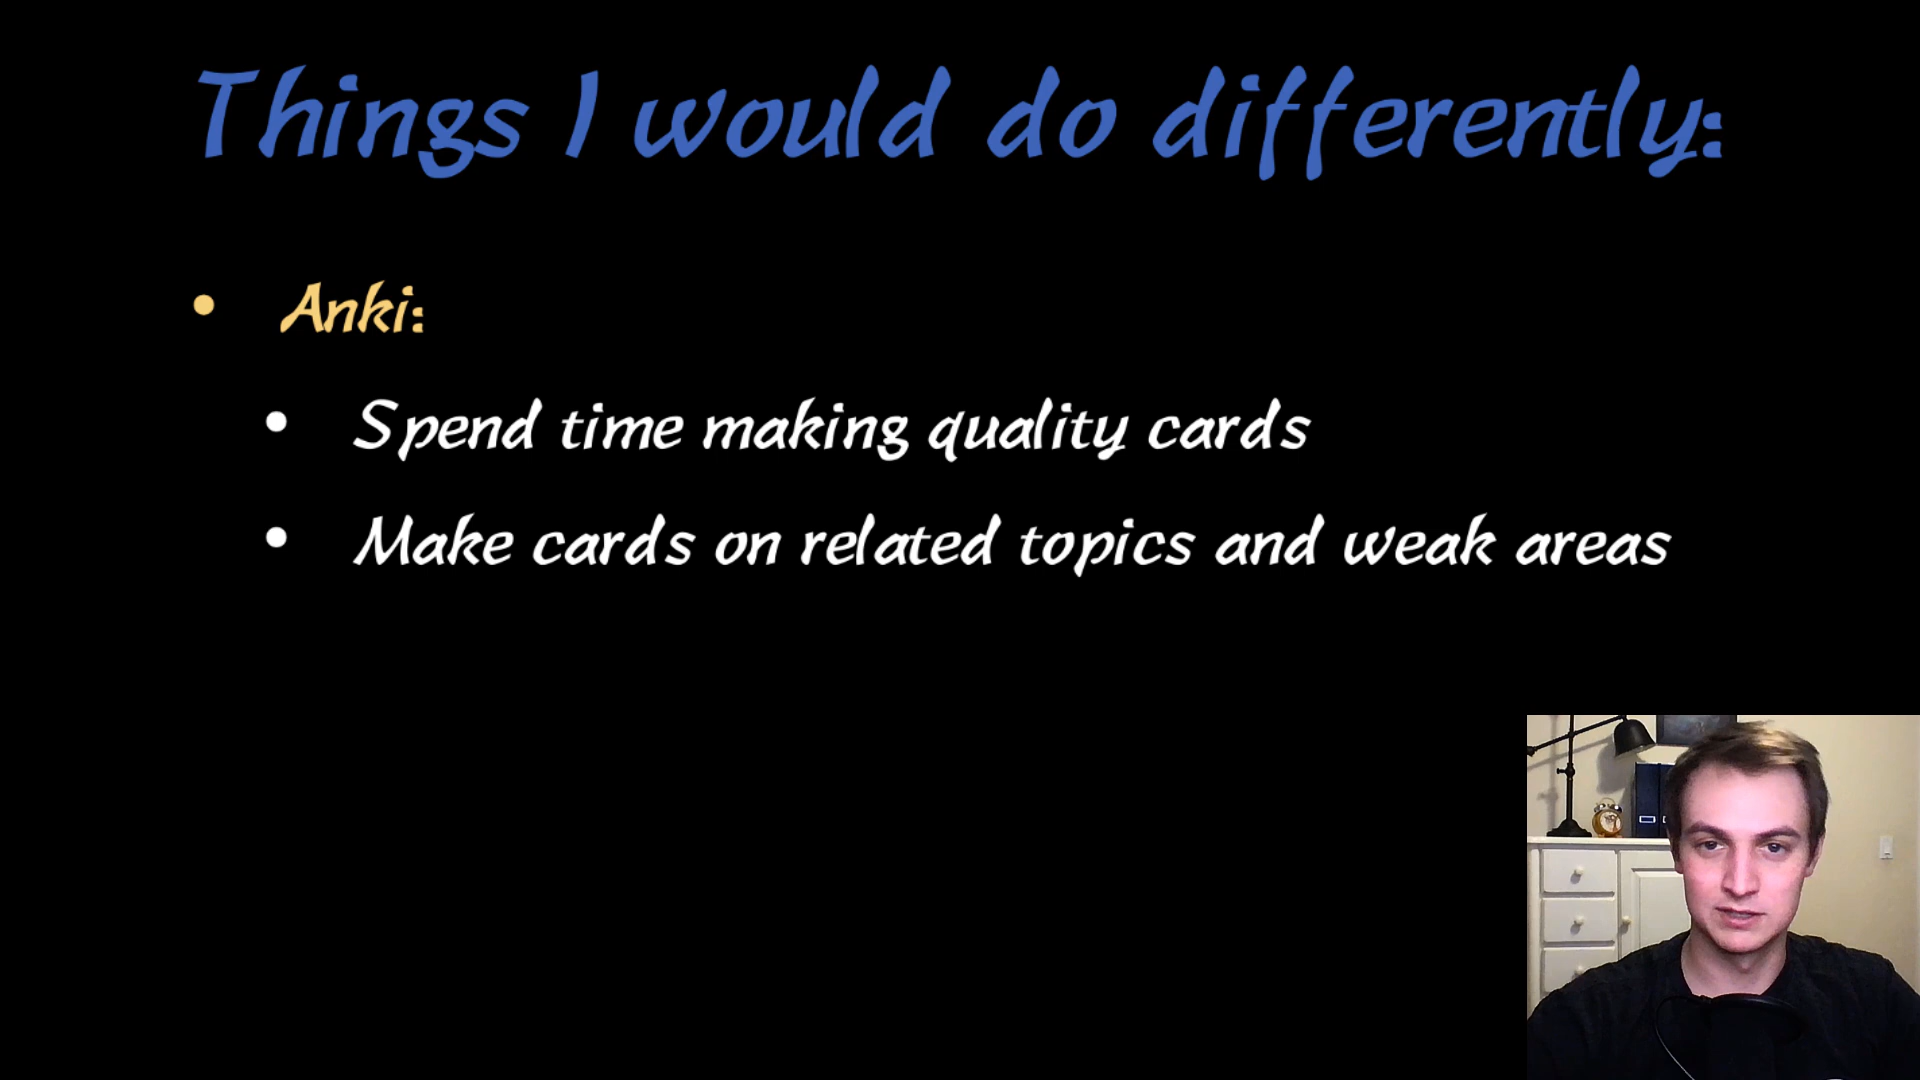 Things I would do differently:
• Anki:
• Spend time making quality cards
• Make cards on related topics and weak areas